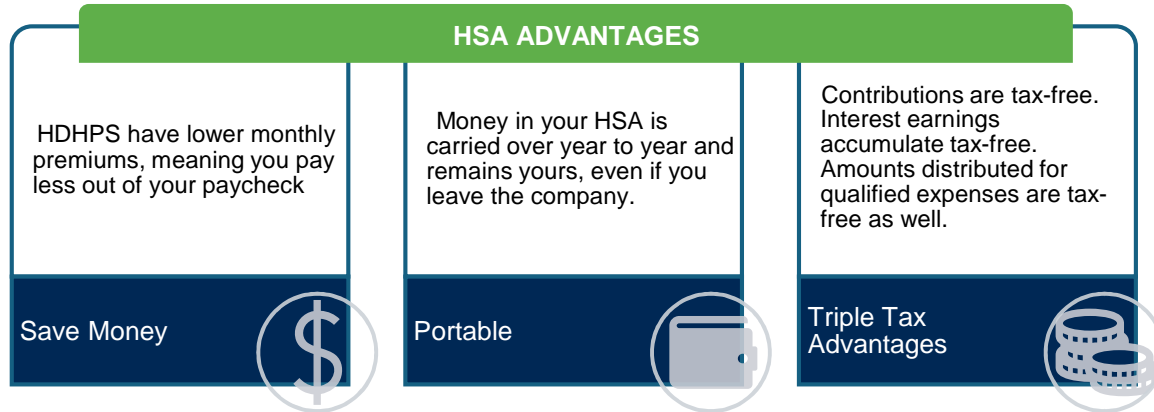 HSA ADVANTAGES
HDHPS have lower monthly
premiums, meaning you pay
less out of your paycheck
Save Money
Money in your HSA is
carried over year to year and
remains yours, even if you
leave the company.
Portable
Contributions are tax-free.
Interest earnings
accumulate tax-free.
Amounts distributed for
qualified expenses are tax-
free as well.
Triple Tax
Advantages